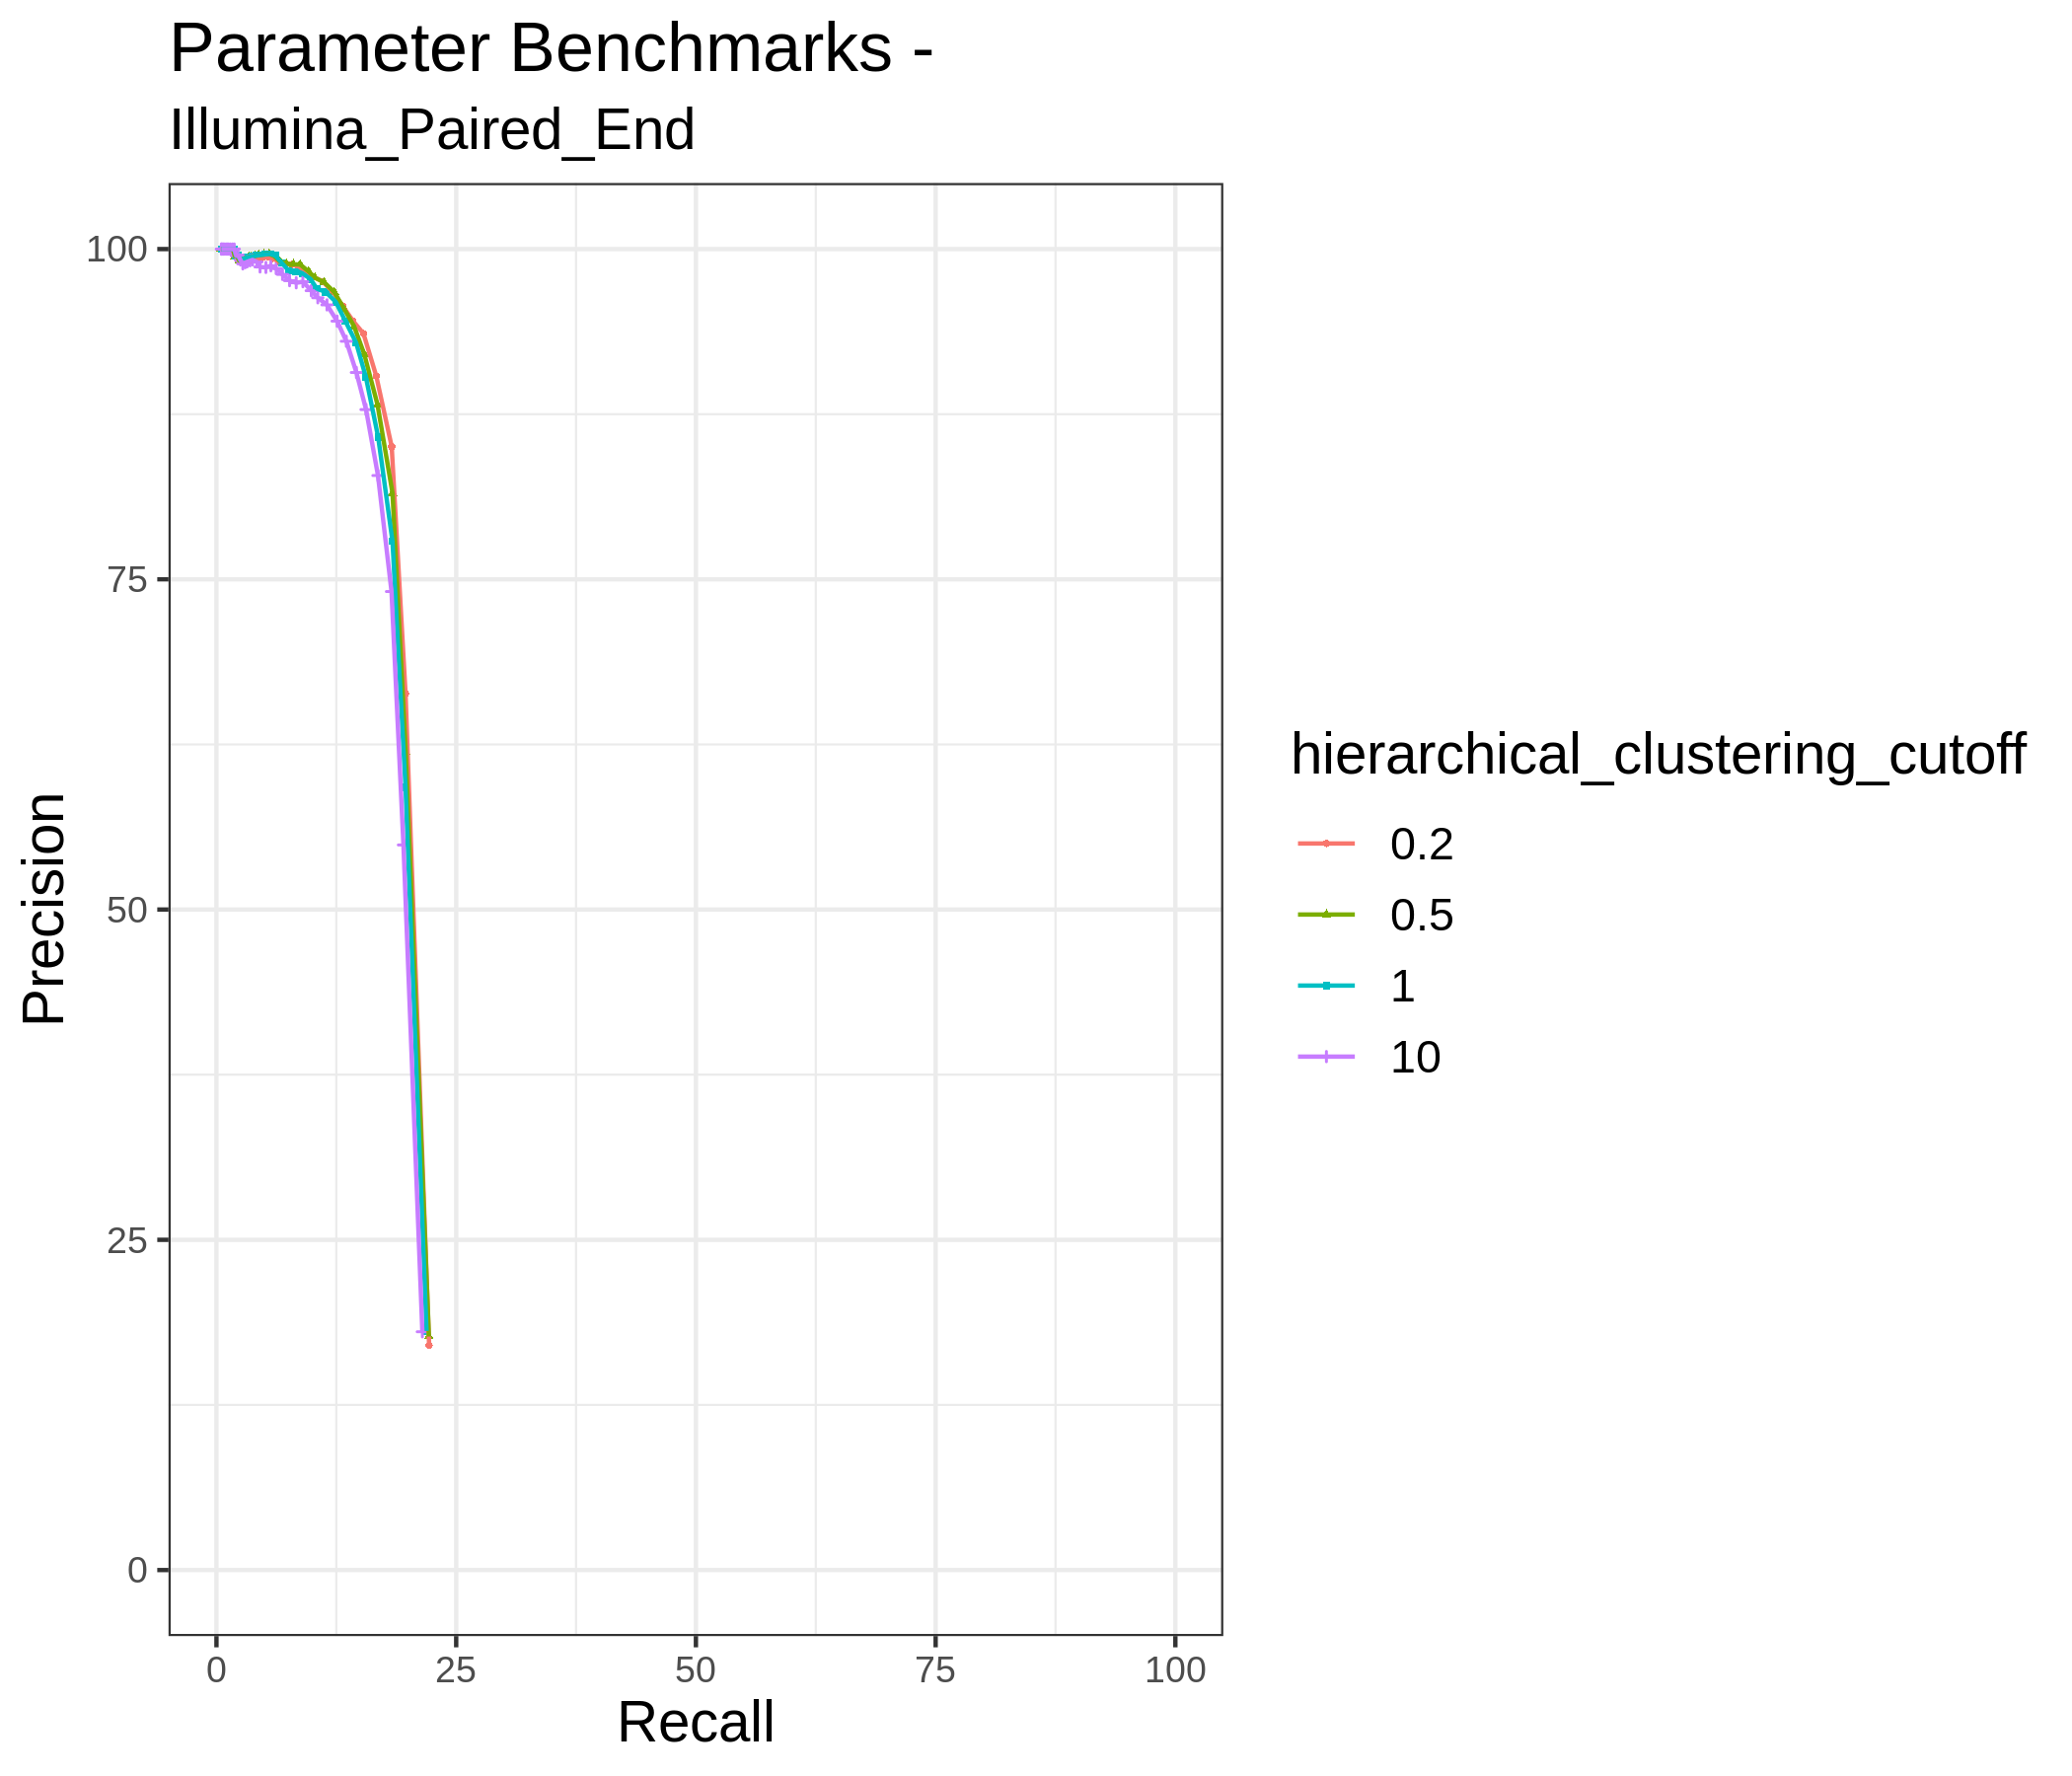 Parameter Benchmarks -
Illumina_Paired_End
100
75
50
25
0
Precision
0 25 50 75 100
Recall
hierarchical_clustering_cutoff
0.2
0.5
1
10